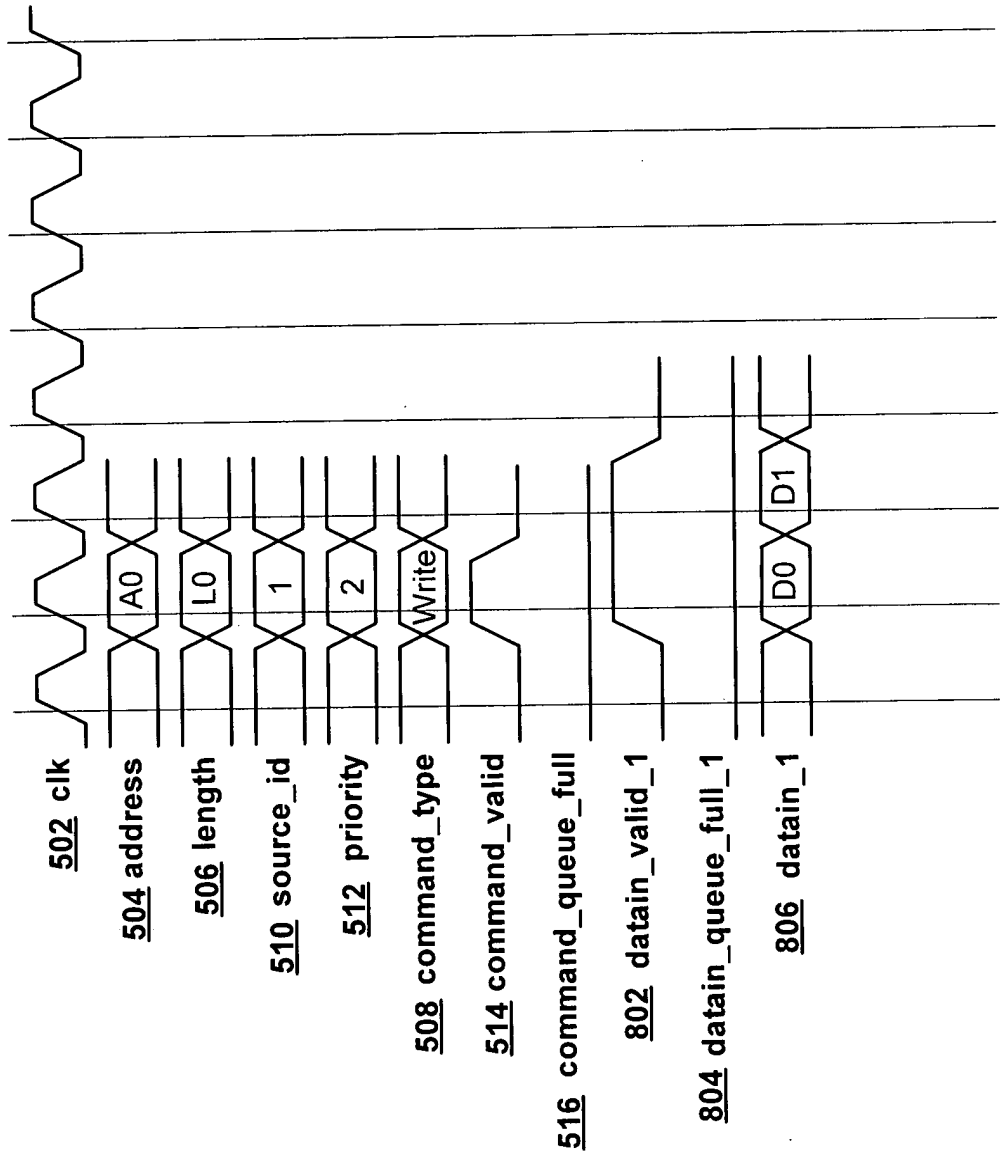 502 clk
504 address
A0
506 length
L0
510 source_id
1
512 priority
2
508 command_type
Write
514 command_valid
516 command_queue_full
802 datain_valid_1
804 datain_queue_full_1
806 datain_1
D0 D1